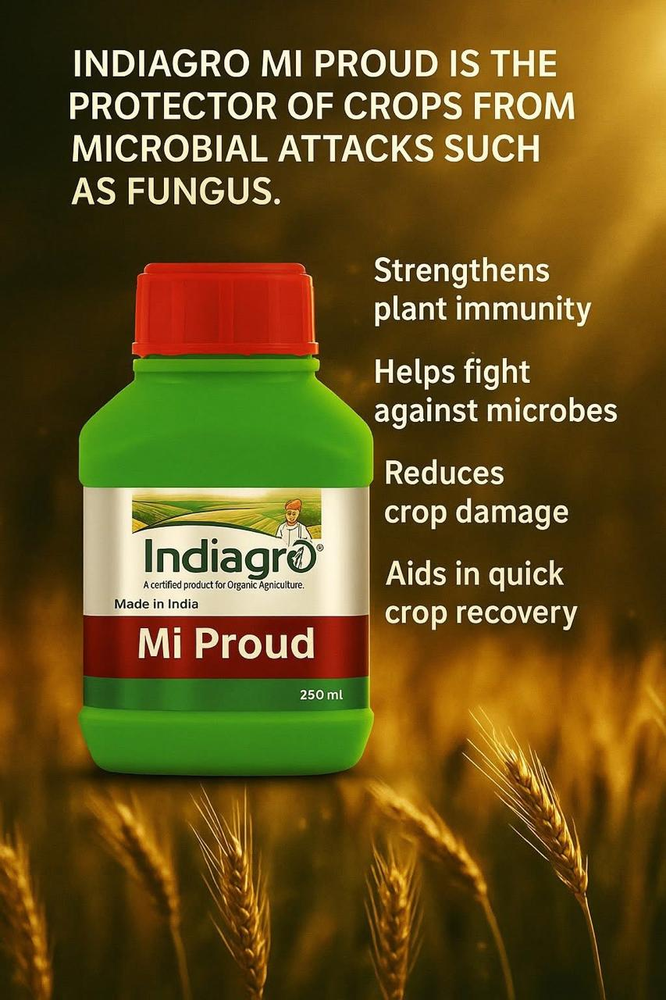 INDIAGRO MI PROUD IS THE
PROTECTOR OF CROPS FROM
MICROBIAL ATTACKS SUCH
AS FUNGUS.
Strengthens
plant immunity
Helps fight
against microbes
Reduces
crop damage
Aids in quick
crop recovery
Indiagro®
A certified product for Organic Agniculture.
Made in India
Mi Proud
250 ml